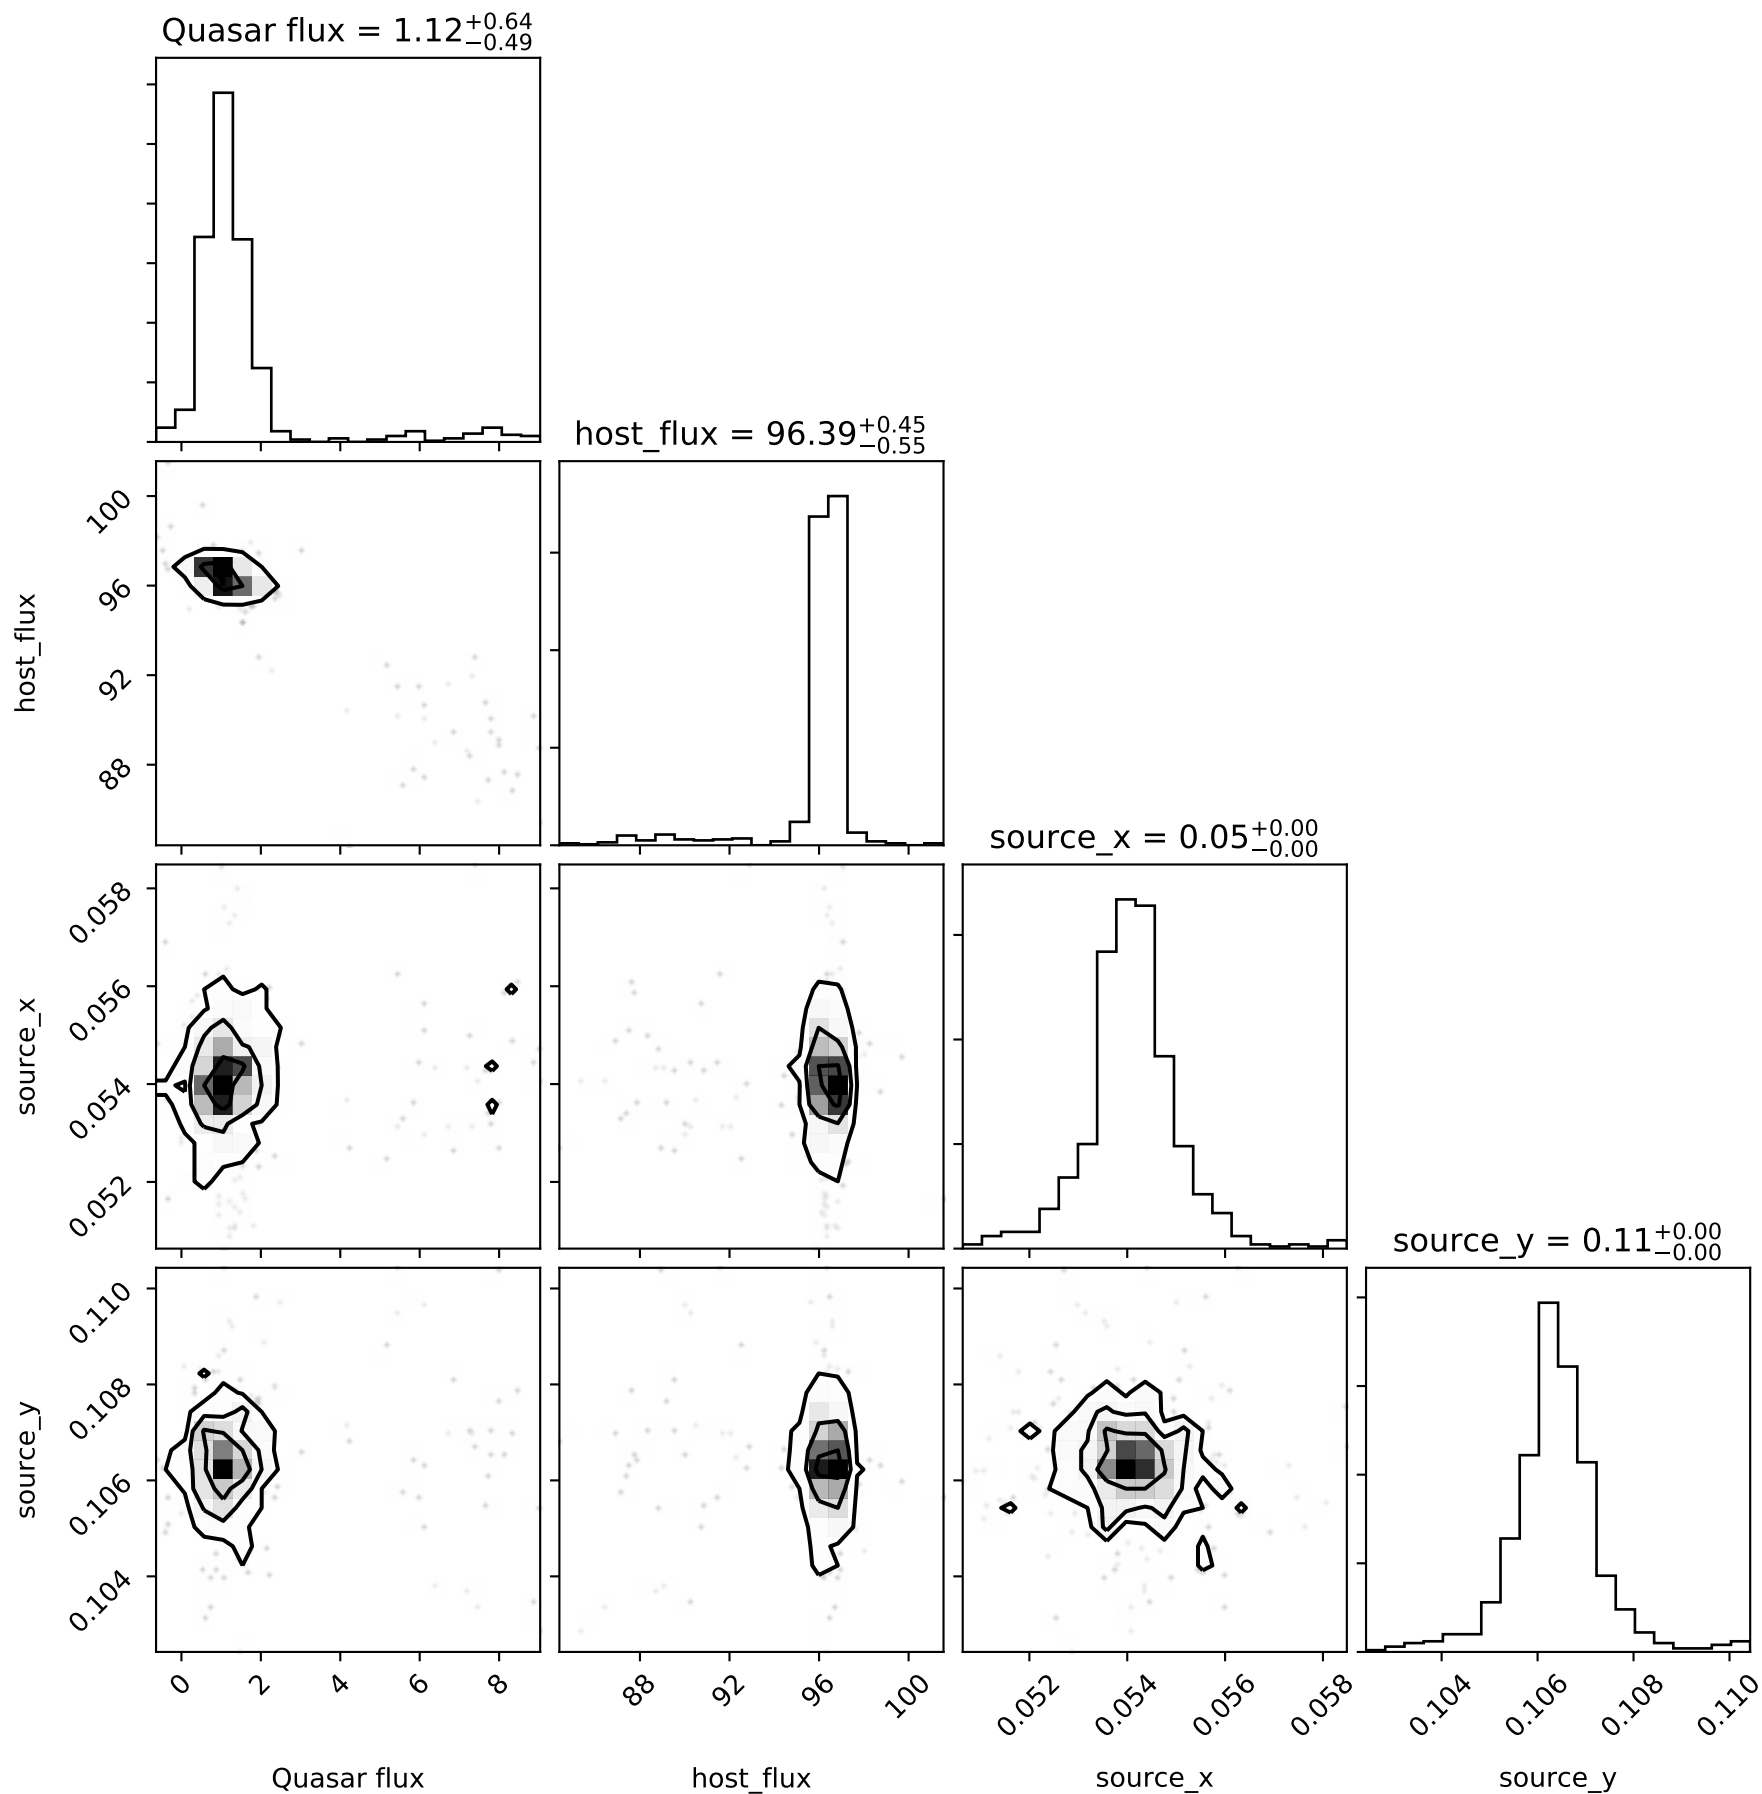 Quasar flux = 1.12+0.64−0.49
host_flux = 96.39+0.45−0.55
100
96
92
88
host_flux
source_x = 0.05+0.00−0.00
0.058
0.056
0.054
0.052
source_x
source_y = 0.11+0.00−0.00
0.110
0.108
0.106
0.104
source_y
0 2 4 6 8 88 92 96 100 0.052 0.054 0.056 0.058 0.104 0.106 0.108 0.110
Quasar flux host_flux source_x source_y